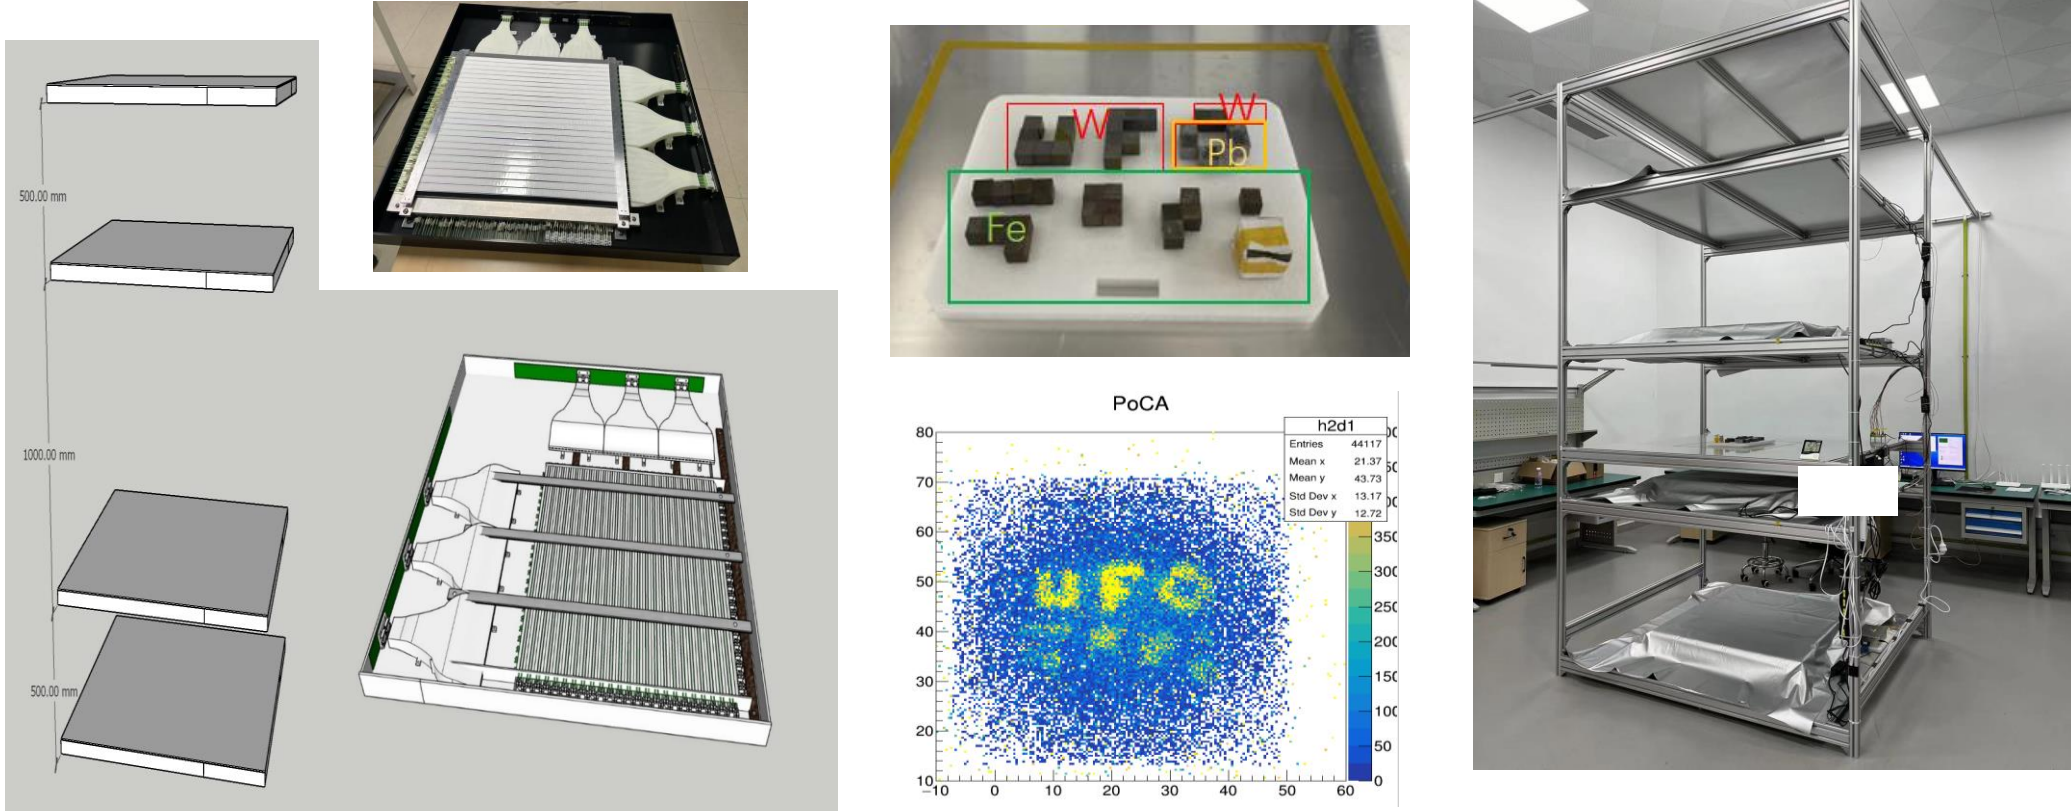 500.00 mm
1000.00 mm
500.00 mm
W
W
Pb
Fe
PoCA
h2d1
Entries 44117
Mean x 21.37
Mean y 43.73
Std Dev x 13.17
Std Dev y 12.72
80
70
60
50
40
30
20
10
−10 0 10 20 30 40 50 60
350
300
250
200
150
100
50
0